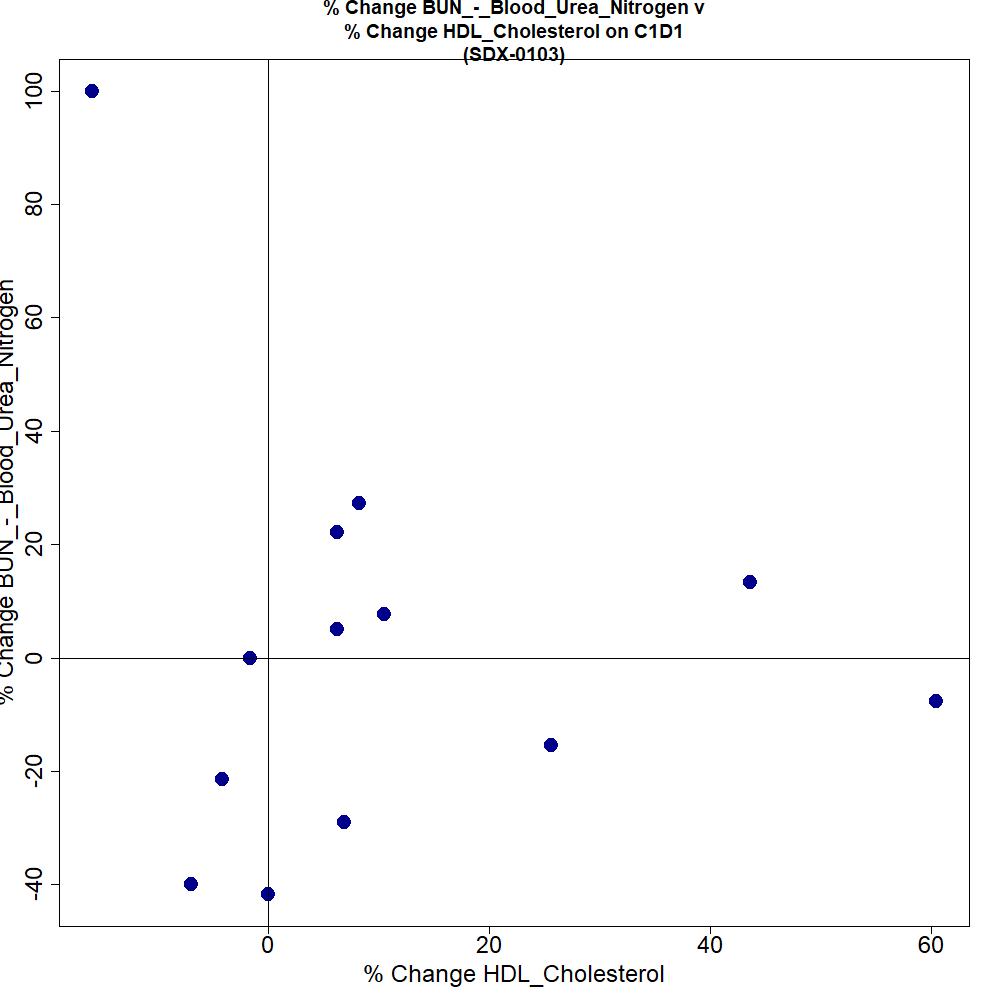 % Change BUN_-_Blood_Urea_Nitrogen v
% Change HDL_Cholesterol on C1D1
(SDX-0103)
% Change BUN_-_Blood_Urea_Nitrogen
100
80
60
40
20
0
-20
-40
0
20
40
60
% Change HDL_Cholesterol